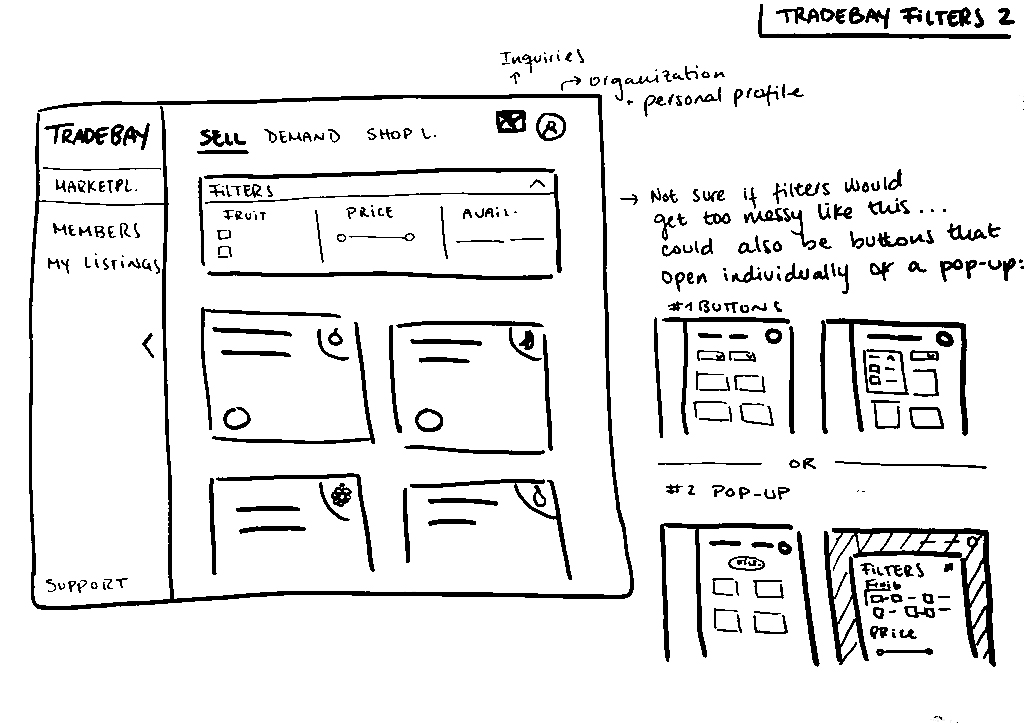 TRADEBAY FILTERS 2
Inquiries
organization
+ personal profile
TRADEBAY
MARKETPL.
MEMBERS
MY LISTINGS
SUPPORT
SELL DEMAND SHOP L.
FILTERS
FRUIT PRICE AVAIL.
→ Not sure if filters would
get too messy like this...
could also be buttons that
open individually or a pop-up:
#1 BUTTONS
OR
#2 POP-UP
FILTERS
Fruit
PRICE